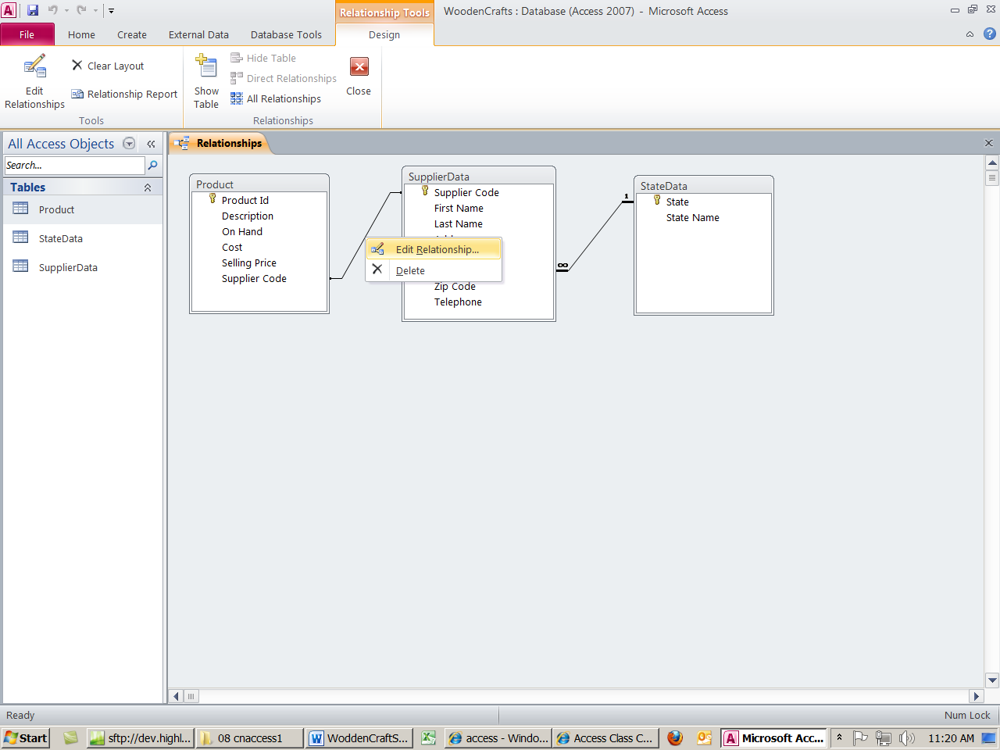 Relationship Tools
WoodenCrafts : Database (Access 2007) - Microsoft Access
File
Home
Create
External Data
Database Tools
Design
Edit
Relationships
Clear Layout
Relationship Report
Tools
Show
Table
Hide Table
Direct Relationships
All Relationships
Close
Relationships
All Access Objects
Search...
Tables
Product
StateData
SupplierData
Relationships
Product
Product Id
Description
On Hand
Cost
Selling Price
Supplier Code
SupplierData
Supplier Code
First Name
Last Name
Edit Relationship...
Delete
Zip Code
Telephone
∞
1
StateData
State
State Name
Ready
Num Lock
Start
sftp://dev.highl...
08 cnaccess1
WoddenCraftS...
access - Windo...
Access Class C...
Microsoft Acc...
11:20 AM